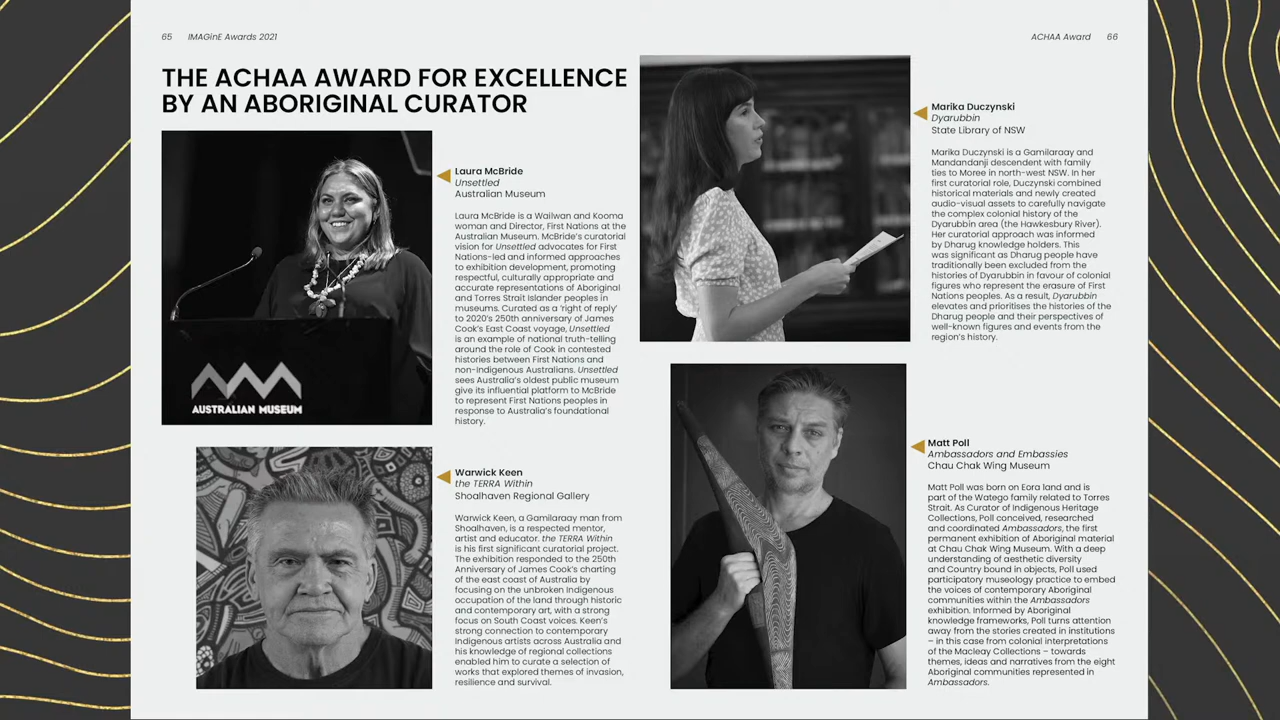 65 IMAGinE Awards 2021
ACHAA Award 66
THE ACHAA AWARD FOR EXCELLENCE
BY AN ABORIGINAL CURATOR
AUSTRALIAN MUSEUM
Laura McBride
Unsettled
Australian Museum
Laura McBride is a Wailwan and Kooma
woman and Director, First Nations at the
Australian Museum. McBride's curatorial
vision for Unsettled advocates for First
Nations-led and informed approaches
to exhibition development, promoting
respectful, culturally appropriate and
accurate representations of Aboriginal
and Torres Strait Islander peoples in
museums. Curated as a 'right of reply'
to 2020's 250th anniversary of James
Cook's East Coast voyage, Unsettled
is an example of national truth-telling
around the role of Cook in contested
histories between First Nations and
non-Indigenous Australians. Unsettled
sees Australia's oldest public museum
give its influential platform to McBride
to represent First Nations peoples in
response to Australia's foundational
history.
Warwick Keen
the TERRA Within
Shoalhaven Regional Gallery
Warwick Keen, a Gamilaraay man from
Shoalhaven, is a respected mentor,
artist and educator. the TERRA Within
is his first significant curatorial project.
The exhibition responded to the 250th
Anniversary of James Cook's charting
of the east coast of Australia by
focusing on the unbroken Indigenous
occupation of the land through historic
and contemporary art, with a strong
focus on South Coast voices. Keen's
strong connection to contemporary
Indigenous artists across Australia and
his knowledge of regional collections
enabled him to curate a selection of
works that explored themes of invasion,
resilience and survival.
Marika Duczynski
Dyarubbin
State Library of NSW
Marika Duczynski is a Gamilaraay and
Mandandanji descendent with family
ties to Moree in north-west NSW. In her
first curatorial role, Duczynski combined
historical materials and newly created
audio-visual assets to carefully navigate
the complex colonial history of the
Dyarubbin area (the Hawkesbury River).
Her curatorial approach was informed
by Dharug knowledge holders. This
was significant as Dharug people have
traditionally been excluded from the
histories of Dyarubbin in favour of colonial
figures who represent the erasure of First
Nations peoples. As a result, Dyarubbin
elevates and prioritises the histories of the
Dharug people and their perspectives of
well-known figures and events from the
region's history.
Matt Poll
Ambassadors and Embassies
Chau Chak Wing Museum
Matt Poll was born on Eora land and is
part of the Watego family related to Torres
Strait. As Curator of Indigenous Heritage
Collections, Poll conceived, researched
and coordinated Ambassadors, the first
permanent exhibition of Aboriginal material
at Chau Chak Wing Museum. With a deep
understanding of aesthetic diversity
and Country bound in objects, Poll used
participatory museology practice to embed
the voices of contemporary Aboriginal
communities within the Ambassadors
exhibition. Informed by Aboriginal
knowledge frameworks, Poll turns attention
away from the stories created in institutions
– in this case from colonial interpretations
of the Macleay Collections – towards
themes, ideas and narratives from the eight
Aboriginal communities represented in
Ambassadors.